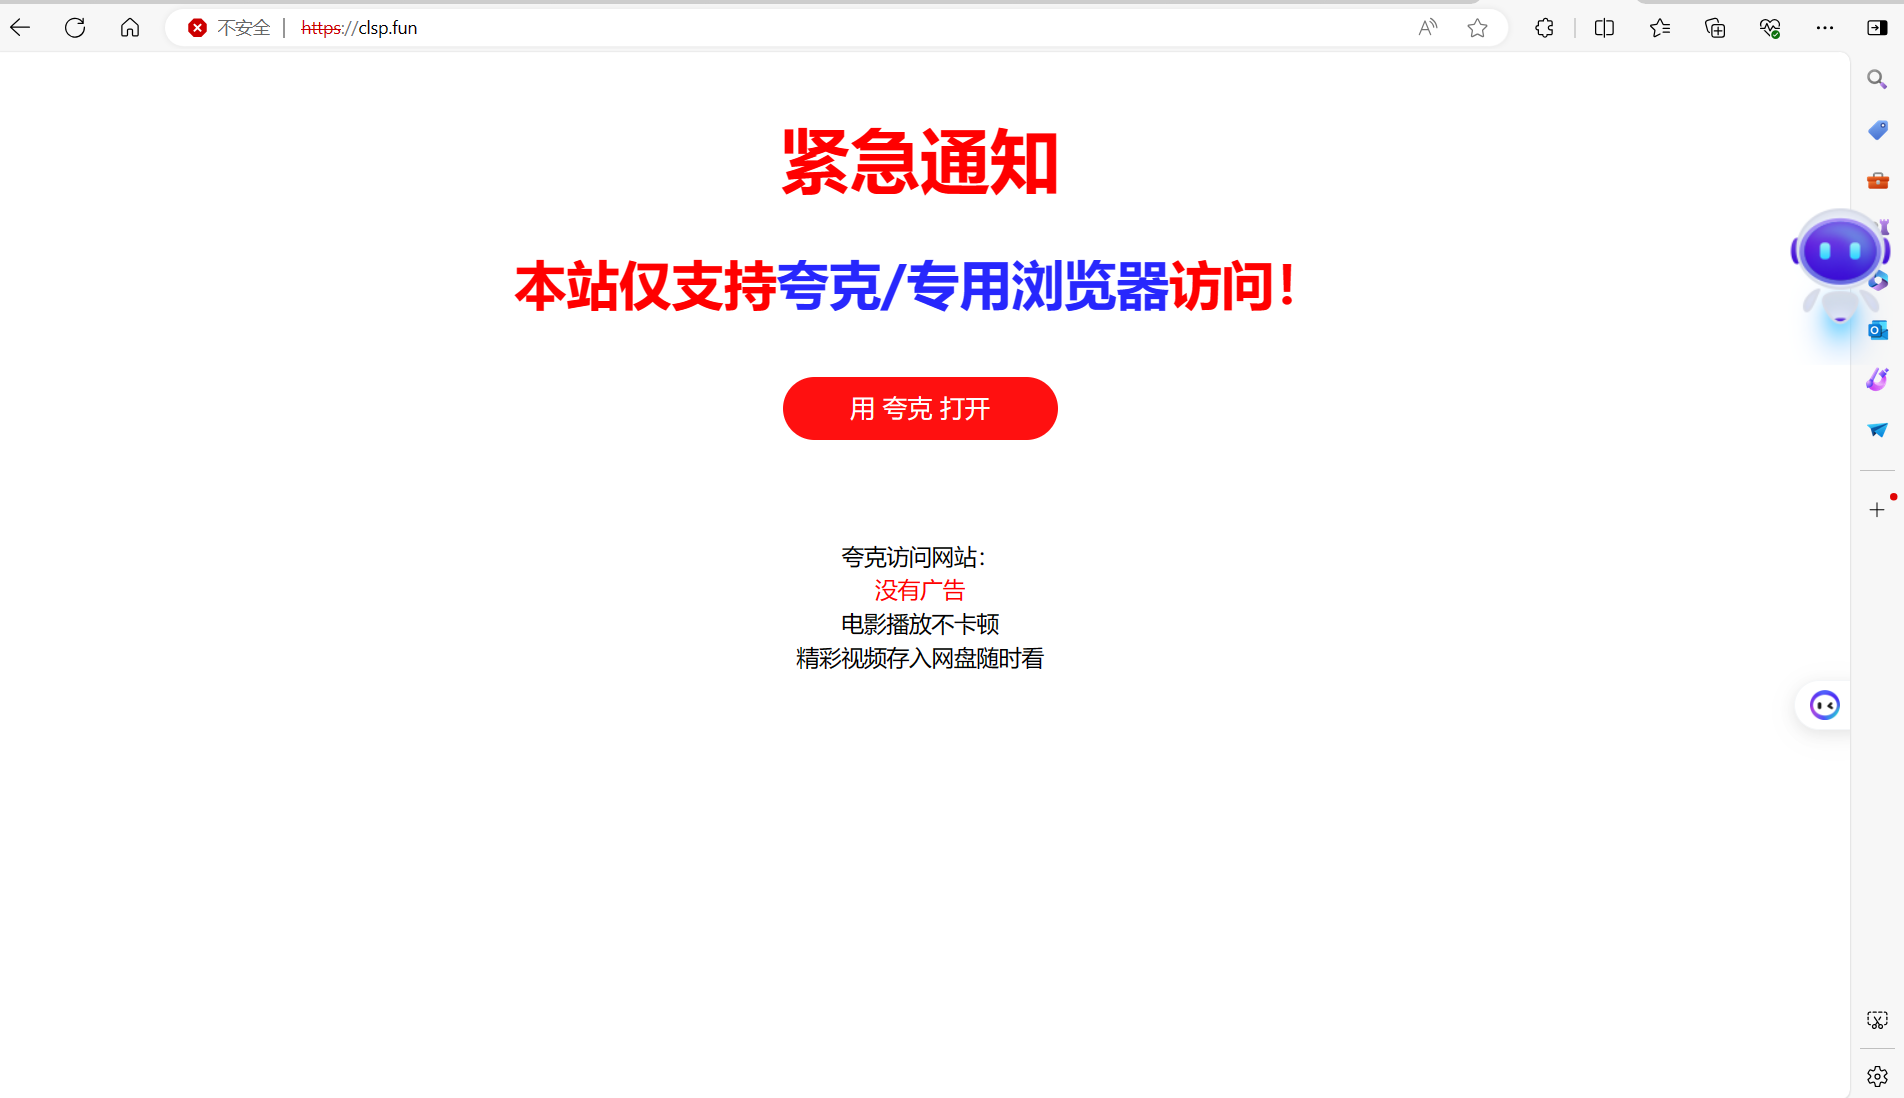 不安全 | https://clsp.fun
紧急通知
本站仅支持夸克/专用浏览器访问！
用 夸克 打开
夸克访问网站：
没有广告
电影播放不卡顿
精彩视频存入网盘随时看